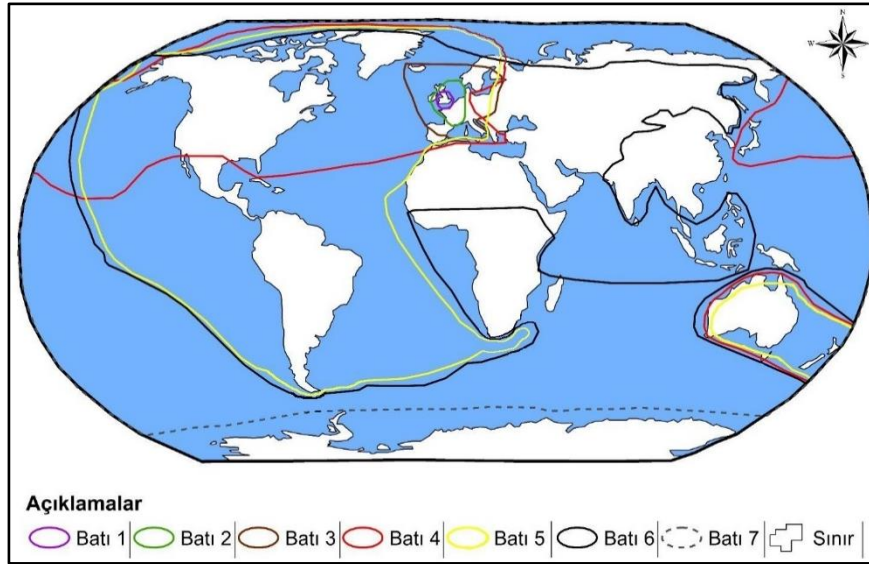 N
W E
S
Açıklamalar
Batı 1 Batı 2 Batı 3 Batı 4 Batı 5 Batı 6 Batı 7 Sınır